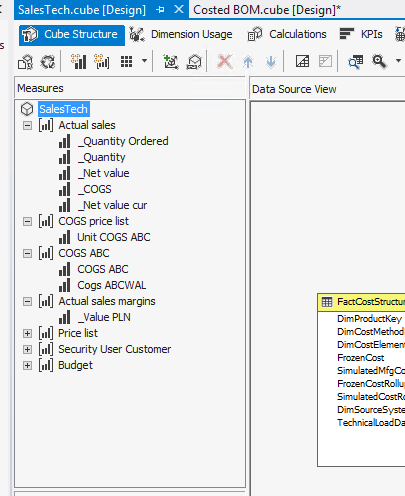 SalesTech.cube [Design]
Costed BOM.cube [Design]*
Cube Structure
Dimension Usage
Calculations
KPIs
Measures
Data Source View
SalesTech
Actual sales
_Quantity Ordered
_Quantity
_Net value
_COGS
_Net value cur
COGS price list
Unit COGS ABC
COGS ABC
COGS ABC
Cogs ABCWAL
Actual sales margins
_Value PLN
Price list
Security User Customer
Budget
FactCostStructur
DimProductKey
DimCostMethod
DimCostElemen
FrozenCost
SimulatedMfgCo
FrozenCostRollu
SimulatedCostRo
DimSourceSyste
TechnicalLoadDa